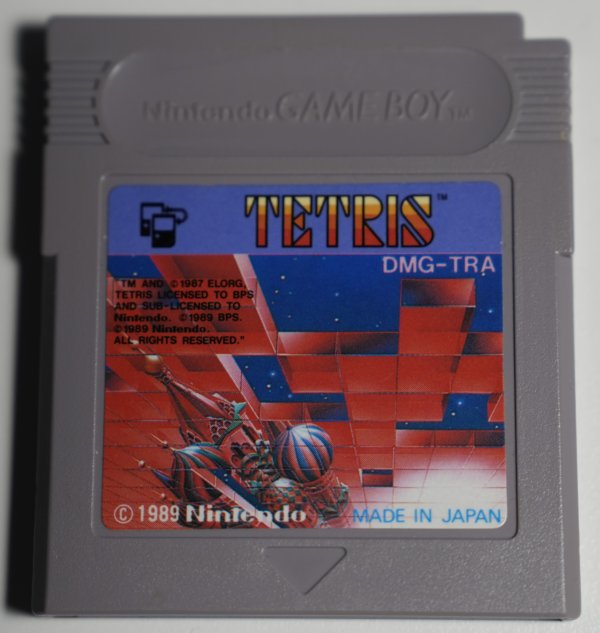 Nintendo GAME BOY TM
TETRIS TM
DMG-TRA
"TM AND ©1987 ELORG,
TETRIS LICENSED TO BPS
AND SUB-LICENSED TO
Nintendo. ©1989 BPS.
©1989 Nintendo.
ALL RIGHTS RESERVED."
© 1989 Nintendo MADE IN JAPAN